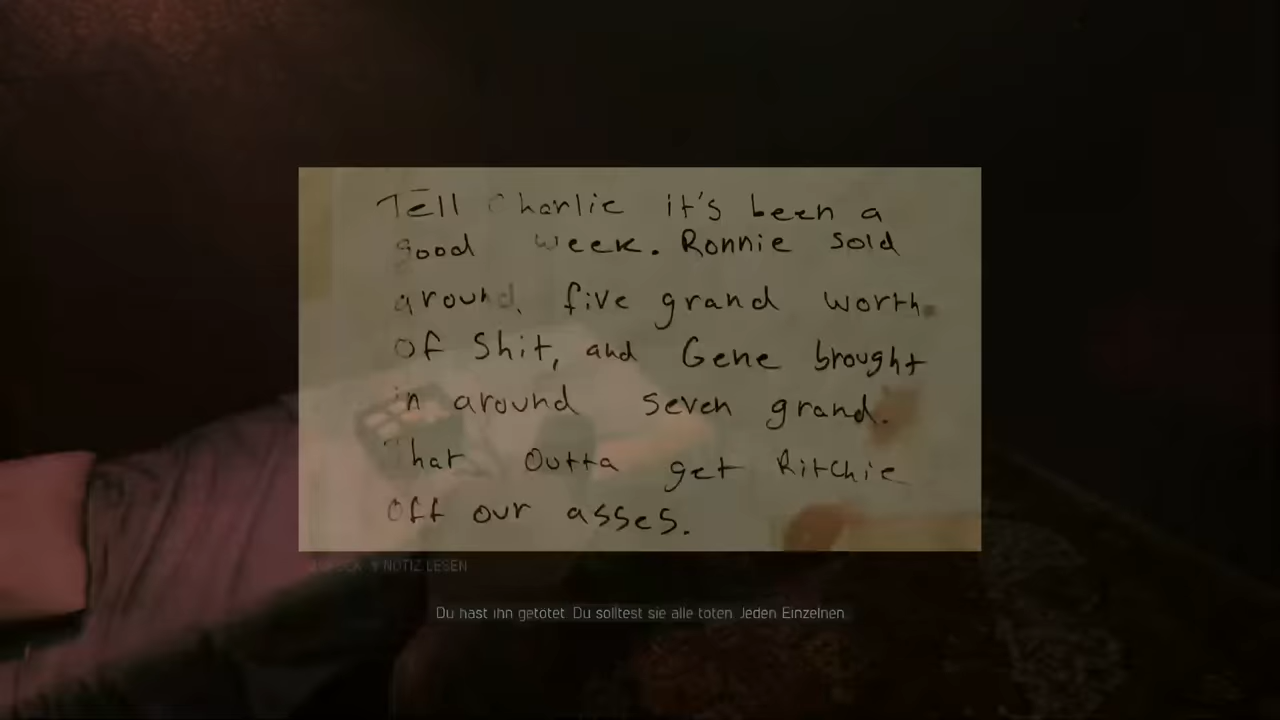 Tell Charlie it's been a
good week. Ronnie sold
around five grand worth
of Shit, and Gene brought
in around seven grand.
That Outta get Ritchie
Off our asses.
NOTIZ LESEN
Du hast ihn getötet. Du solltest sie alle töten. Jeden Einzelnen.